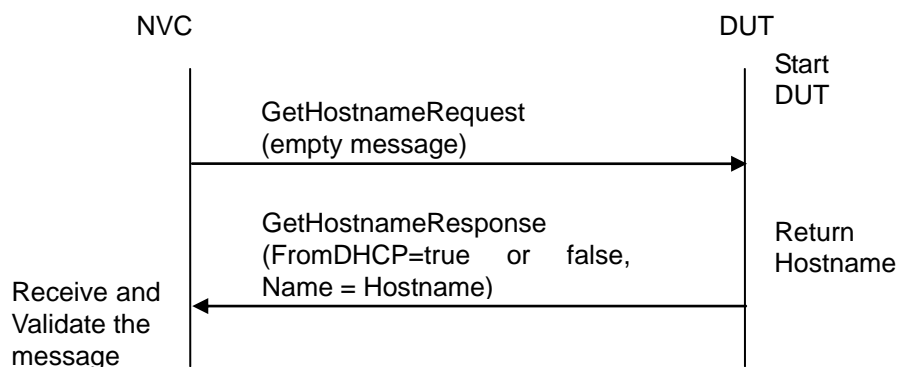 NVC
DUT
Start
DUT
GetHostnameRequest
(empty message)
GetHostnameResponse
(FromDHCP=true or false,
Name = Hostname)
Return
Hostname
Receive and
Validate the
message